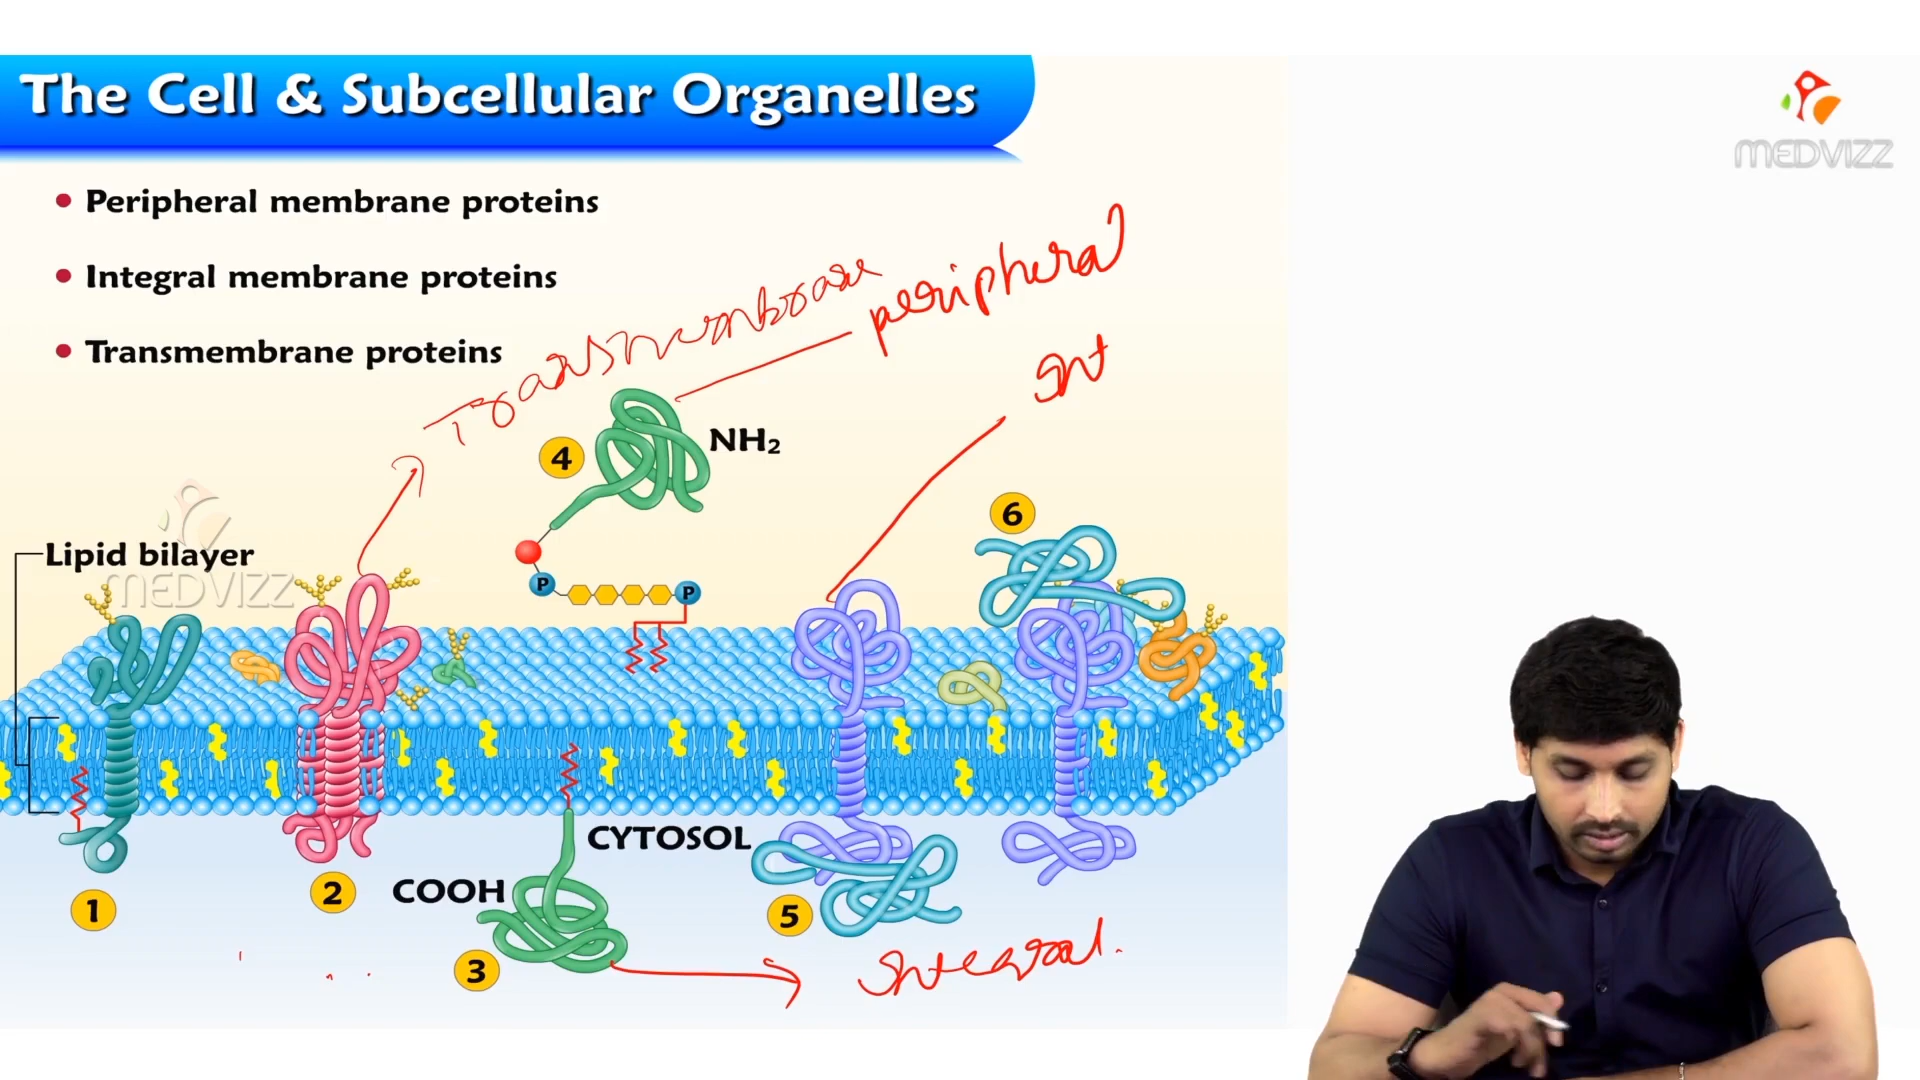 The Cell & Subcellular Organelles
MEDVIZZ
• Peripheral membrane proteins
• Integral membrane proteins
• Transmembrane proteins
Transmembrane
peripheral
Int
4
NH₂
6
Lipid bilayer
MEDVIZZ
P
P
CYTOSOL
COOH
1
2
3
5
Integral.